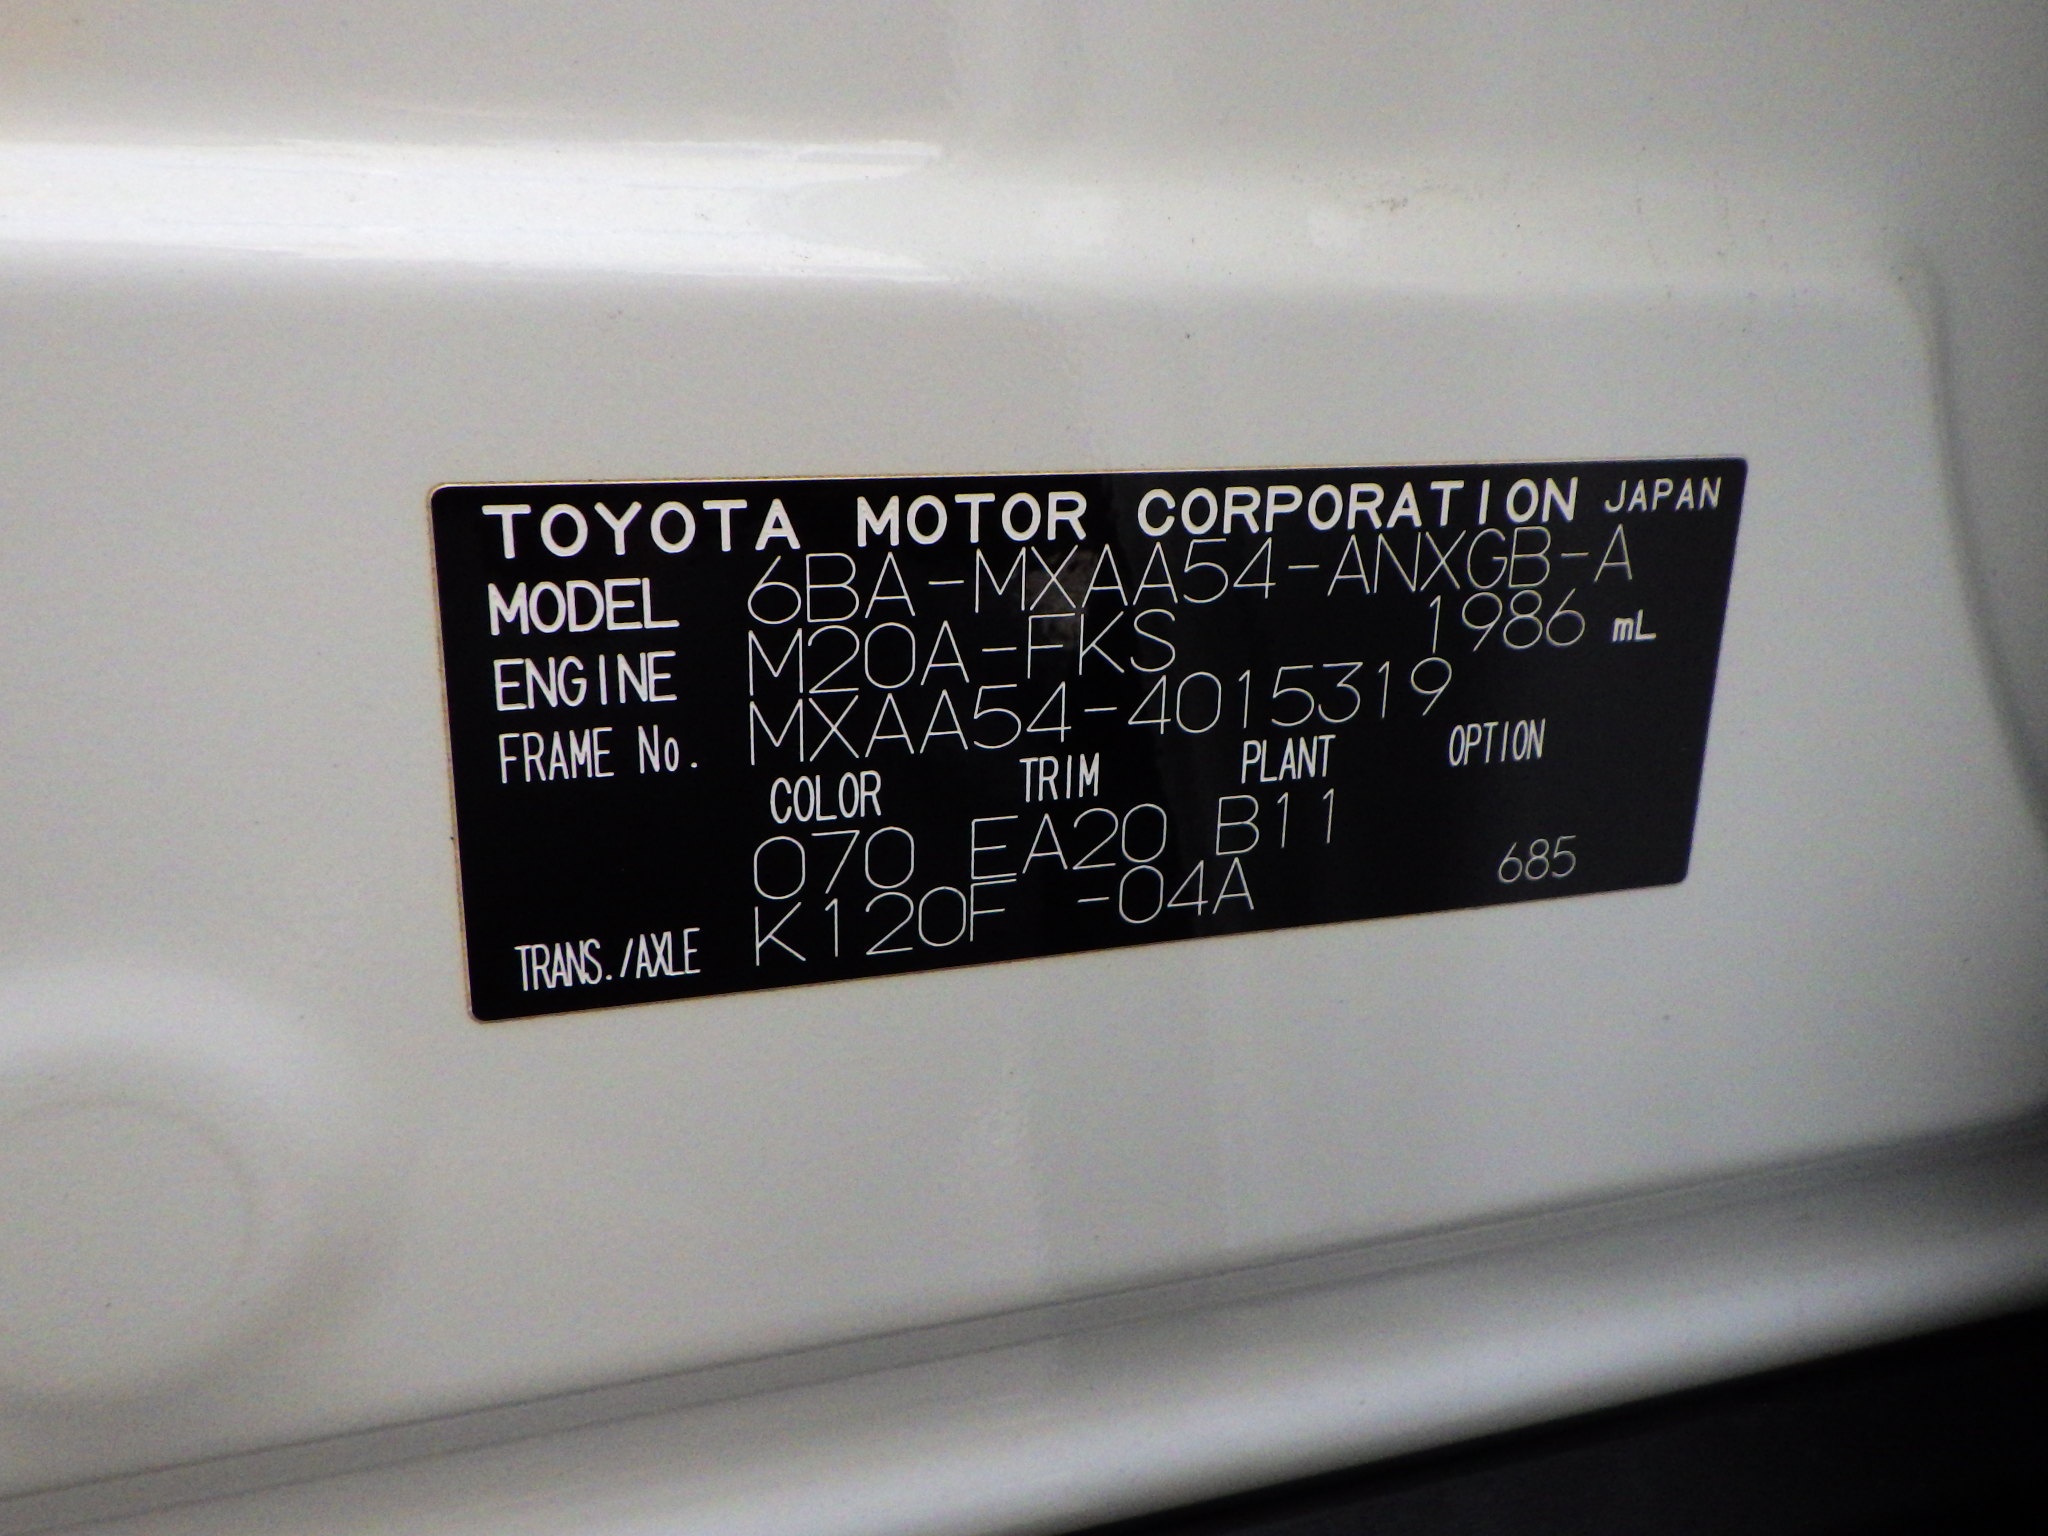 TOYOTA MOTOR CORPORATION JAPAN
MODEL 6BA-MXAA54-ANXGB-A
ENGINE M20A-FKS 1986 mL
FRAME No. MXAA54-4015319
COLOR TRIM PLANT OPTION
070 EA20 B11
TRANS./AXLE K120F -04A 685